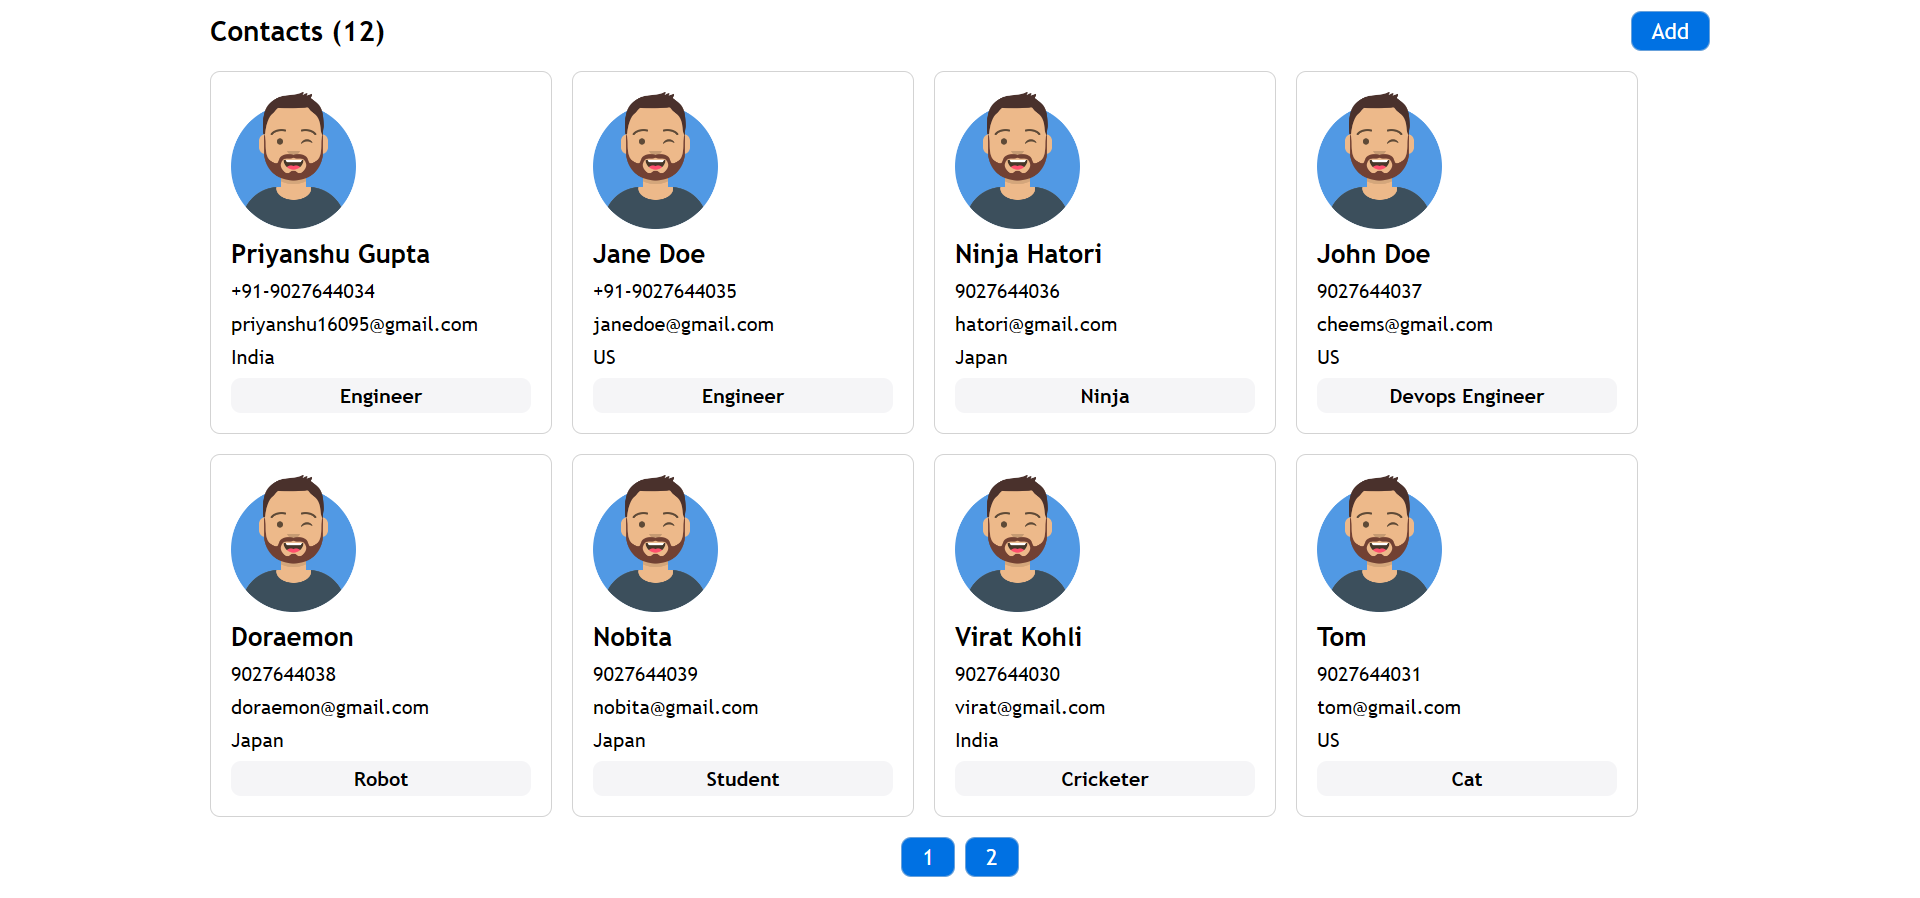 Contacts (12)
Add
Priyanshu Gupta
+91-9027644034
priyanshu16095@gmail.com
India
Engineer
Jane Doe
+91-9027644035
janedoe@gmail.com
US
Engineer
Ninja Hatori
9027644036
hatori@gmail.com
Japan
Ninja
John Doe
9027644037
cheems@gmail.com
US
Devops Engineer
Doraemon
9027644038
doraemon@gmail.com
Japan
Robot
Nobita
9027644039
nobita@gmail.com
Japan
Student
Virat Kohli
9027644030
virat@gmail.com
India
Cricketer
Tom
9027644031
tom@gmail.com
US
Cat
1
2